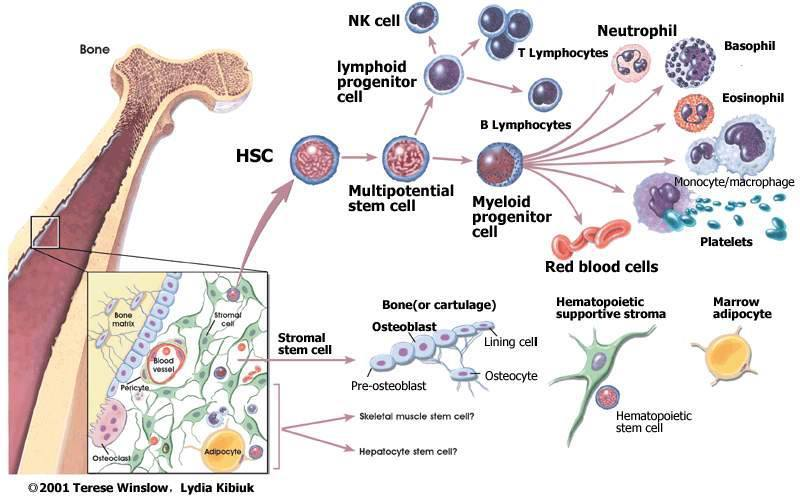 NK cell
Bone
T Lymphocytes
Neutrophil
Basophil
lymphoid
progenitor
cell
Eosinophil
B Lymphocytes
HSC
Multipotential
stem cell
Myeloid
progenitor
cell
Monocyte/macrophage
Platelets
Red blood cells
Bone
matrix
Stromal
cell
Blood
vessel
Pericyte
Osteoclast
Adipocyte
Stromal
stem cell
Bone(or cartulage)
Osteoblast
Lining cell
Pre-osteoblast
Osteocyte
Hematopoietic
supportive stroma
Hematopoietic
stem cell
Marrow
adipocyte
Skeletal muscle stem cell?
Hepatocyte stem cell?
©2001 Terese Winslow, Lydia Kibiuk